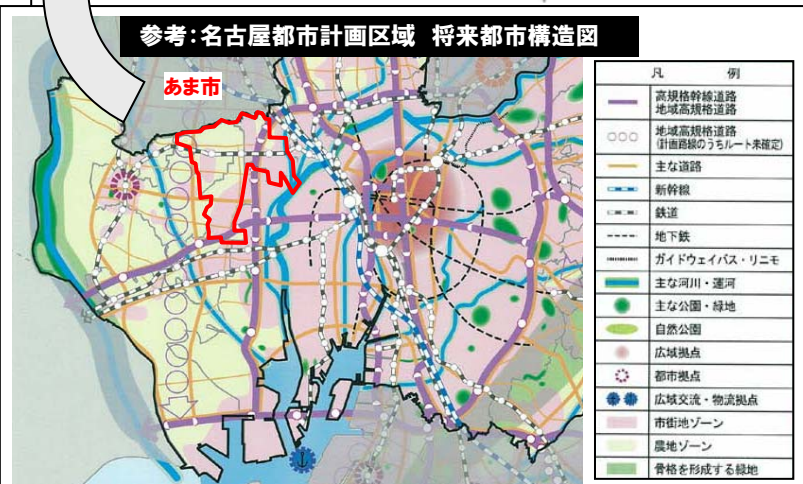 参考:名古屋都市計画区域 将来都市構造図
あま市
凡 例
高規格幹線道路
地域高規格道路
地域高規格道路
(計画路線のうちルート未確定)
主な道路
新幹線
鉄道
地下鉄
ガイドウェイバス・リニモ
主な河川・運河
主な公園・緑地
自然公園
広域拠点
都市拠点
広域交流・物流拠点
市街地ゾーン
農地ゾーン
骨格を形成する緑地